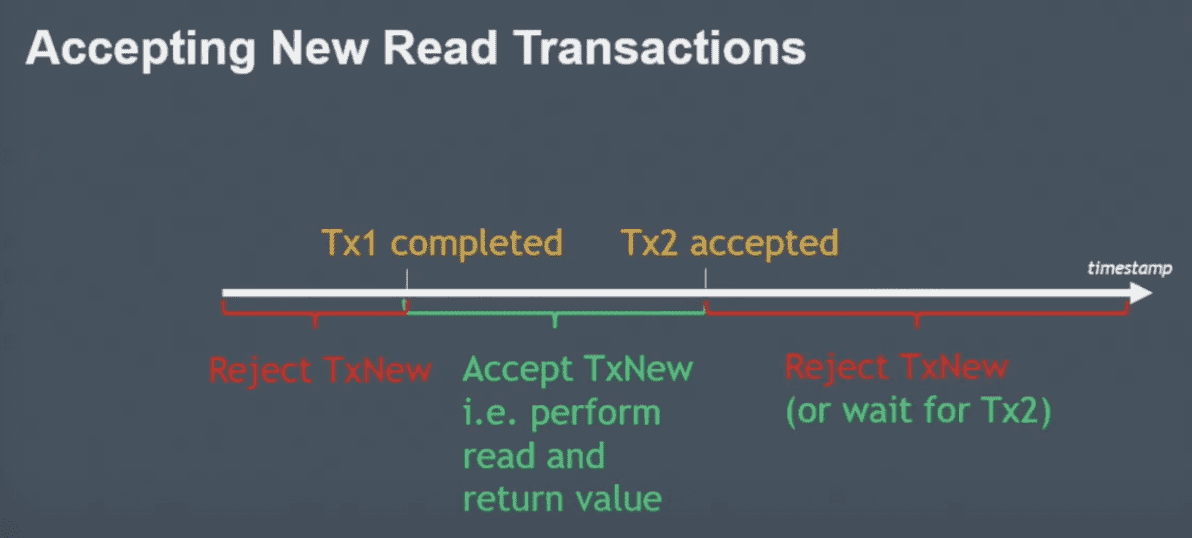 Accepting New Read Transactions
Tx1 completed
Tx2 accepted
timestamp
Reject TxNew
Accept TxNew
i.e. perform
read and
return value
Reject TxNew
(or wait for Tx2)